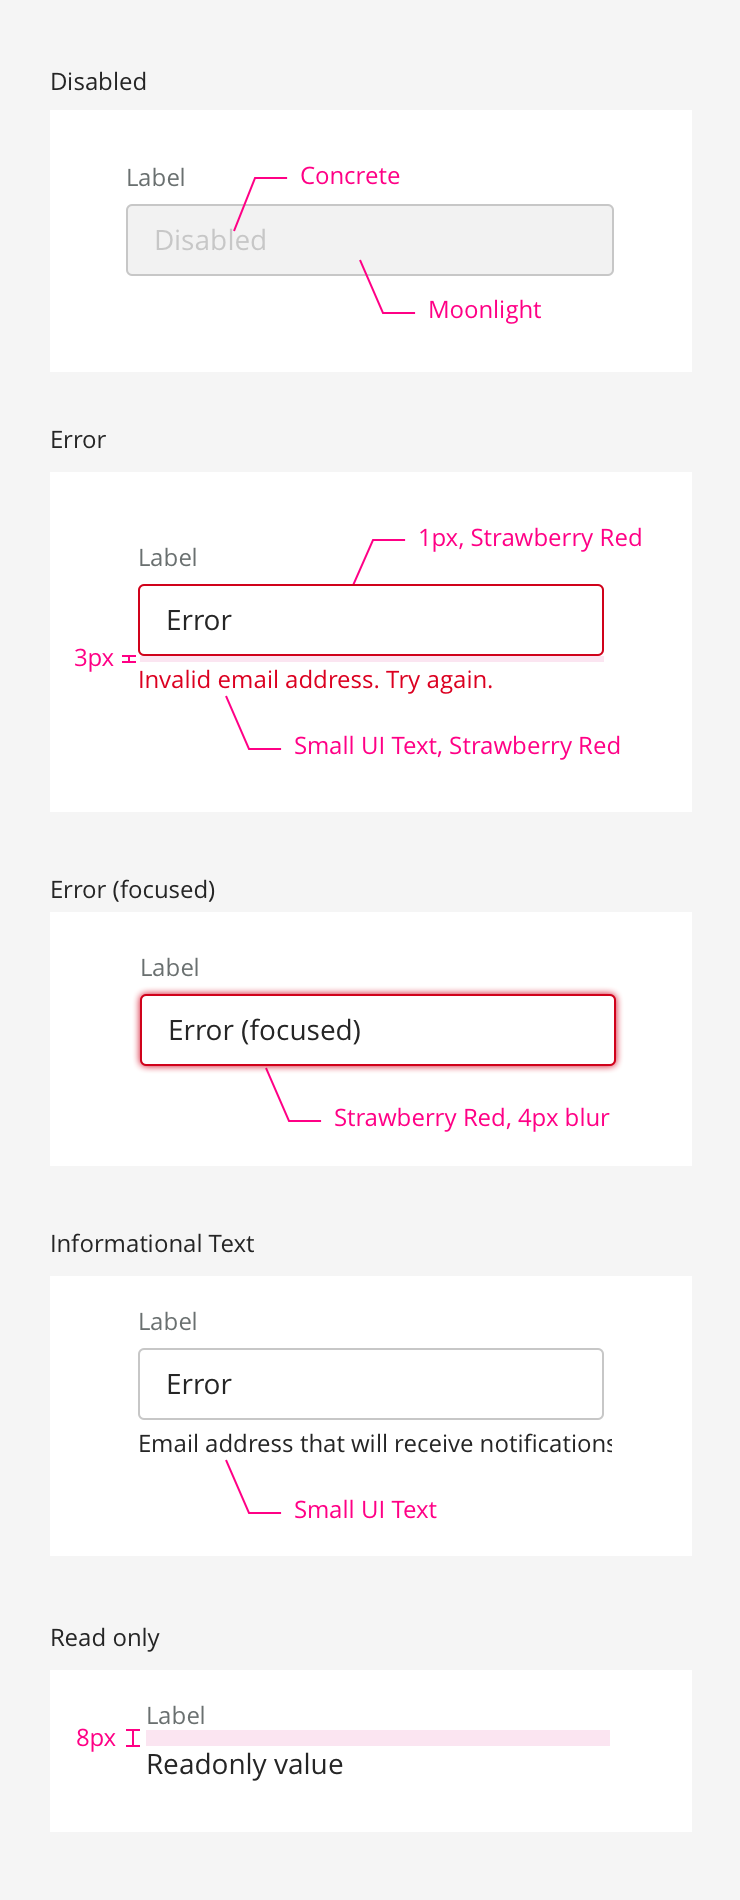 Disabled
Label
Concrete
Disabled
Moonlight
Error
1px, Strawberry Red
Label
Error
3px
Invalid email address. Try again.
Small UI Text, Strawberry Red
Error (focused)
Label
Error (focused)
Strawberry Red, 4px blur
Informational Text
Label
Error
Email address that will receive notifications
Small UI Text
Read only
Label
8px
Readonly value